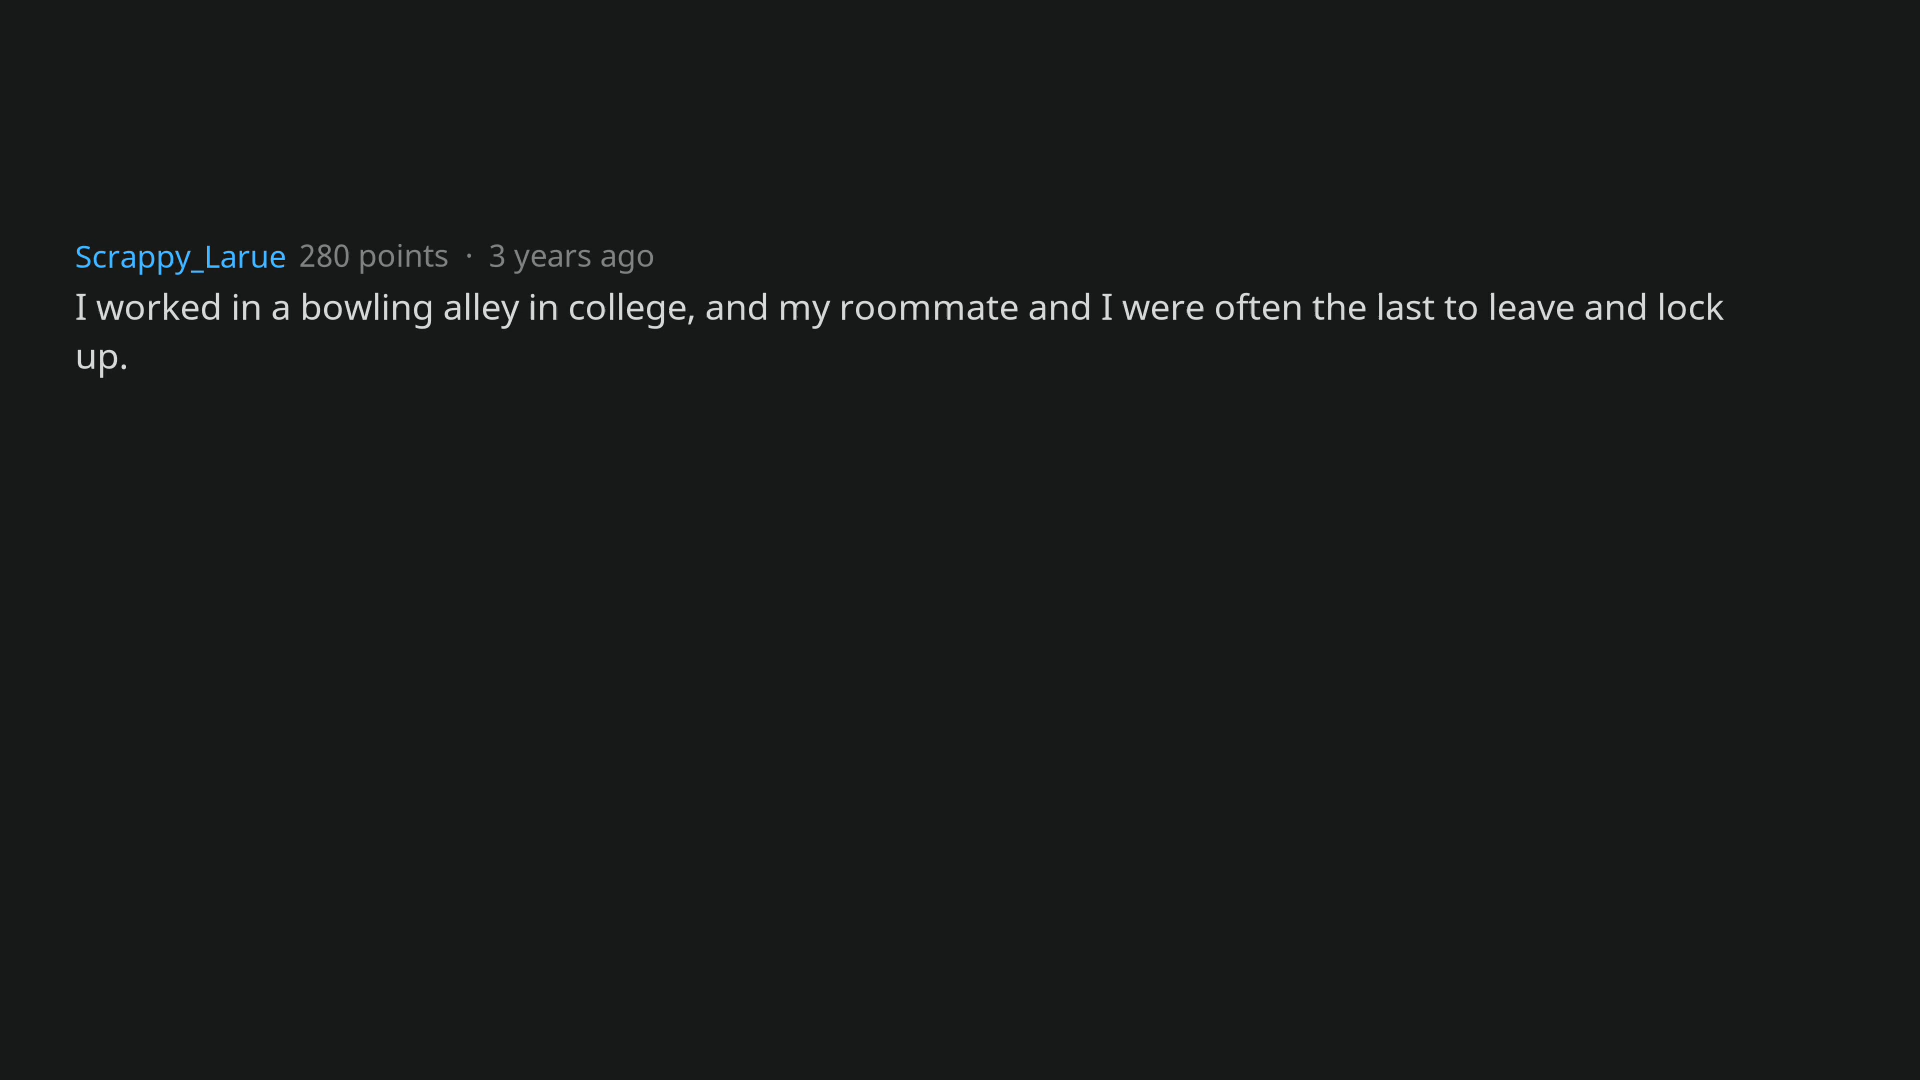 Scrappy_Larue 280 points · 3 years ago
I worked in a bowling alley in college, and my roommate and I were often the last to leave and lock
up.